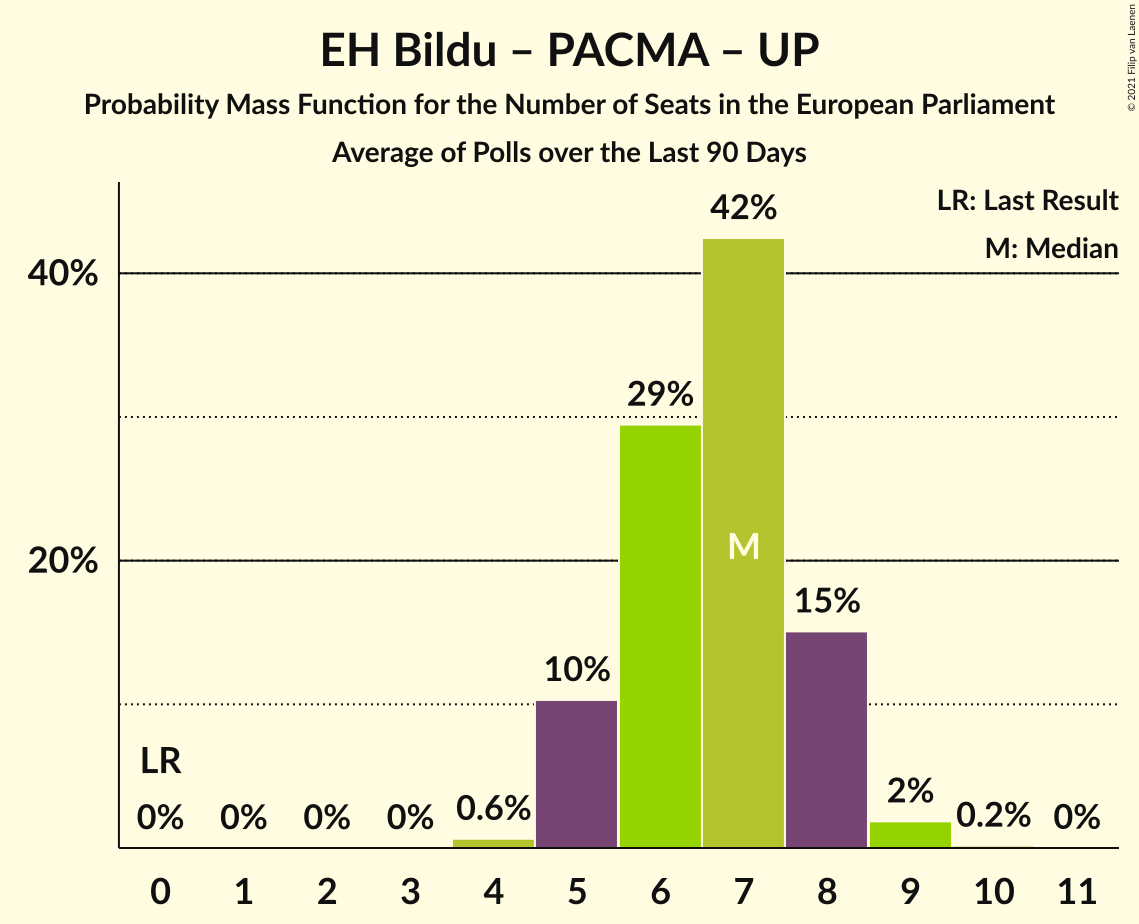 EH Bildu – PACMA – UP
Probability Mass Function for the Number of Seats in the European Parliament
Average of Polls over the Last 90 Days
© 2021 Filip van Laenen
LR: Last Result
M: Median
42%
40%
29%
M
20%
15%
10%
LR
2%
0% 0% 0% 0% 0.6% 0.2% 0%
0 1 2 3 4 5 6 7 8 9 10 11